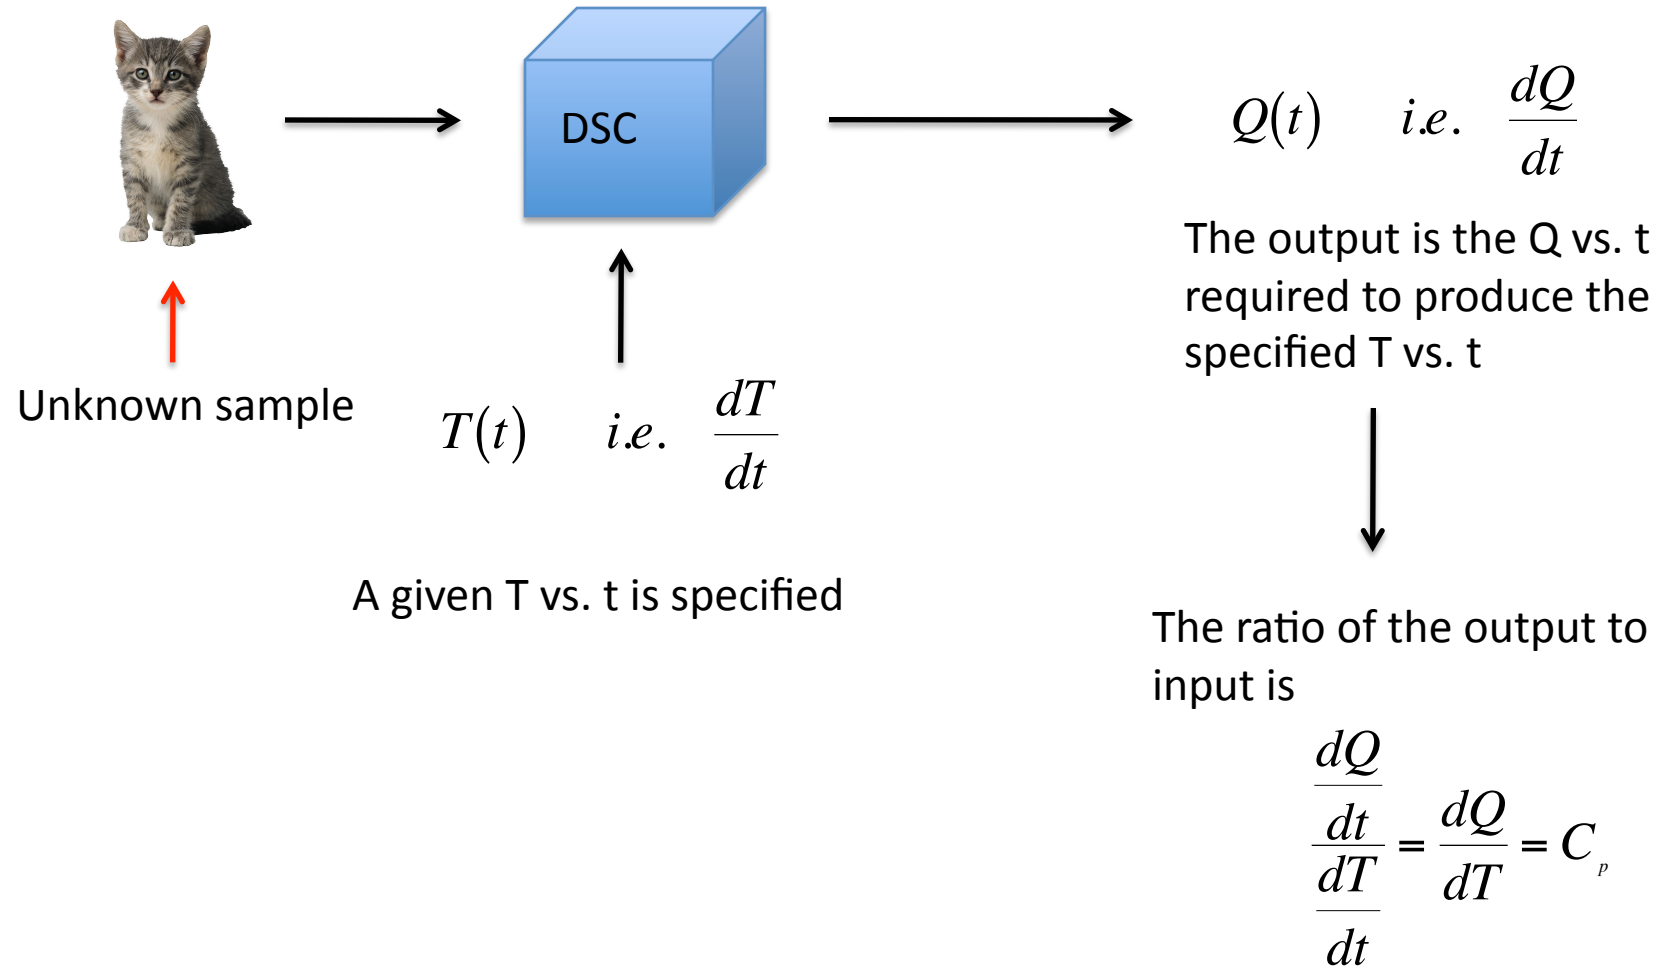 DSC
Q(t) i.e. dQ/dt
The output is the Q vs. t
required to produce the
specified T vs. t
Unknown sample
T(t) i.e. dT/dt
A given T vs. t is specified
The ratio of the output to
input is
(dQ/dt)/(dT/dt) = dQ/dT = C_p